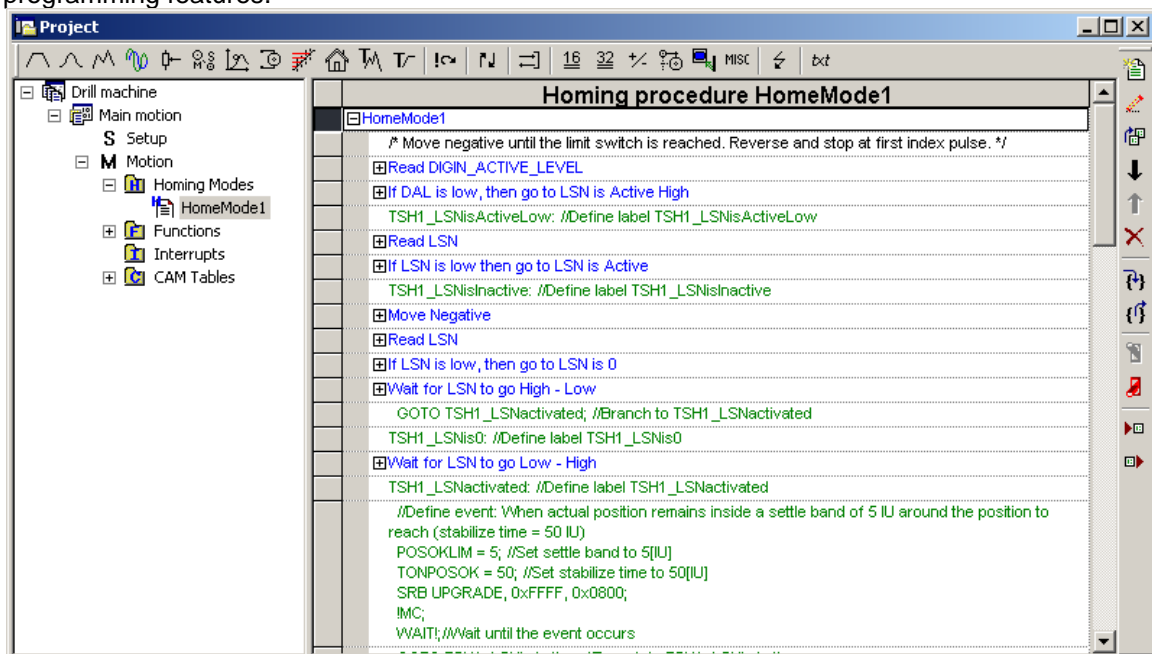 programming features.
Project
!
16 32 +/- MISC txt
Drill machine
Main motion
S Setup
M Motion
H Homing Modes
HomeMode1
F Functions
I Interrupts
C CAM Tables
Homing procedure HomeMode1
HomeMode1
/* Move negative until the limit switch is reached. Reverse and stop at first index pulse. */
Read DIGIN_ACTIVE_LEVEL
If DAL is low, then go to LSN is Active High
TSH1_LSNisActiveLow: //Define label TSH1_LSNisActiveLow
Read LSN
If LSN is low then go to LSN is Active
TSH1_LSNisInactive: //Define label TSH1_LSNisInactive
Move Negative
Read LSN
If LSN is low, then go to LSN is 0
Wait for LSN to go High - Low
GOTO TSH1_LSNactivated; //Branch to TSH1_LSNactivated
TSH1_LSNis0: //Define label TSH1_LSNis0
Wait for LSN to go Low - High
TSH1_LSNactivated: //Define label TSH1_LSNactivated
//Define event: When actual position remains inside a settle band of 5 IU around the position to
reach (stabilize time = 50 IU)
POSOKLIM = 5; //Set settle band to 5[IU]
TONPOSOK = 50; //Set stabilize time to 50[IU]
SRB UPGRADE, 0xFFFF, 0x0800;
!MC;
WAIT!;//Wait until the event occurs